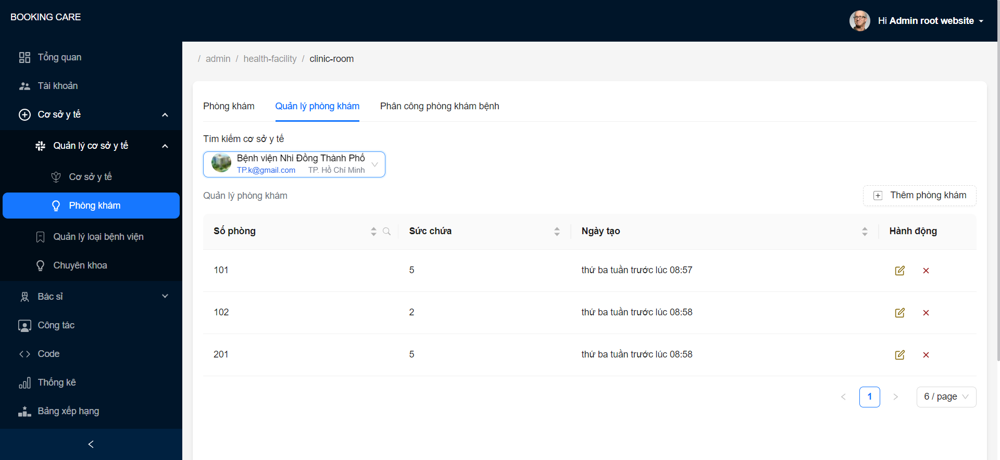 BOOKING CARE
Hi Admin root website
Tổng quan
Tài khoản
Cơ sở y tế
Quản lý cơ sở y tế
Cơ sở y tế
Phòng khám
Quản lý loại bệnh viện
Chuyên khoa
Bác sĩ
Công tác
Code
Thống kê
Bảng xếp hạng
/ admin / health-facility / clinic-room
Phòng khám Quản lý phòng khám Phân công phòng khám bệnh
Tìm kiếm cơ sở y tế
Bệnh viện Nhi Đồng Thành Phố
TP.k@gmail.com TP. Hồ Chí Minh
Quản lý phòng khám Thêm phòng khám
Số phòng Sức chứa Ngày tạo Hành động
101 5 thứ ba tuần trước lúc 08:57
102 2 thứ ba tuần trước lúc 08:58
201 5 thứ ba tuần trước lúc 08:58
1 6 / page